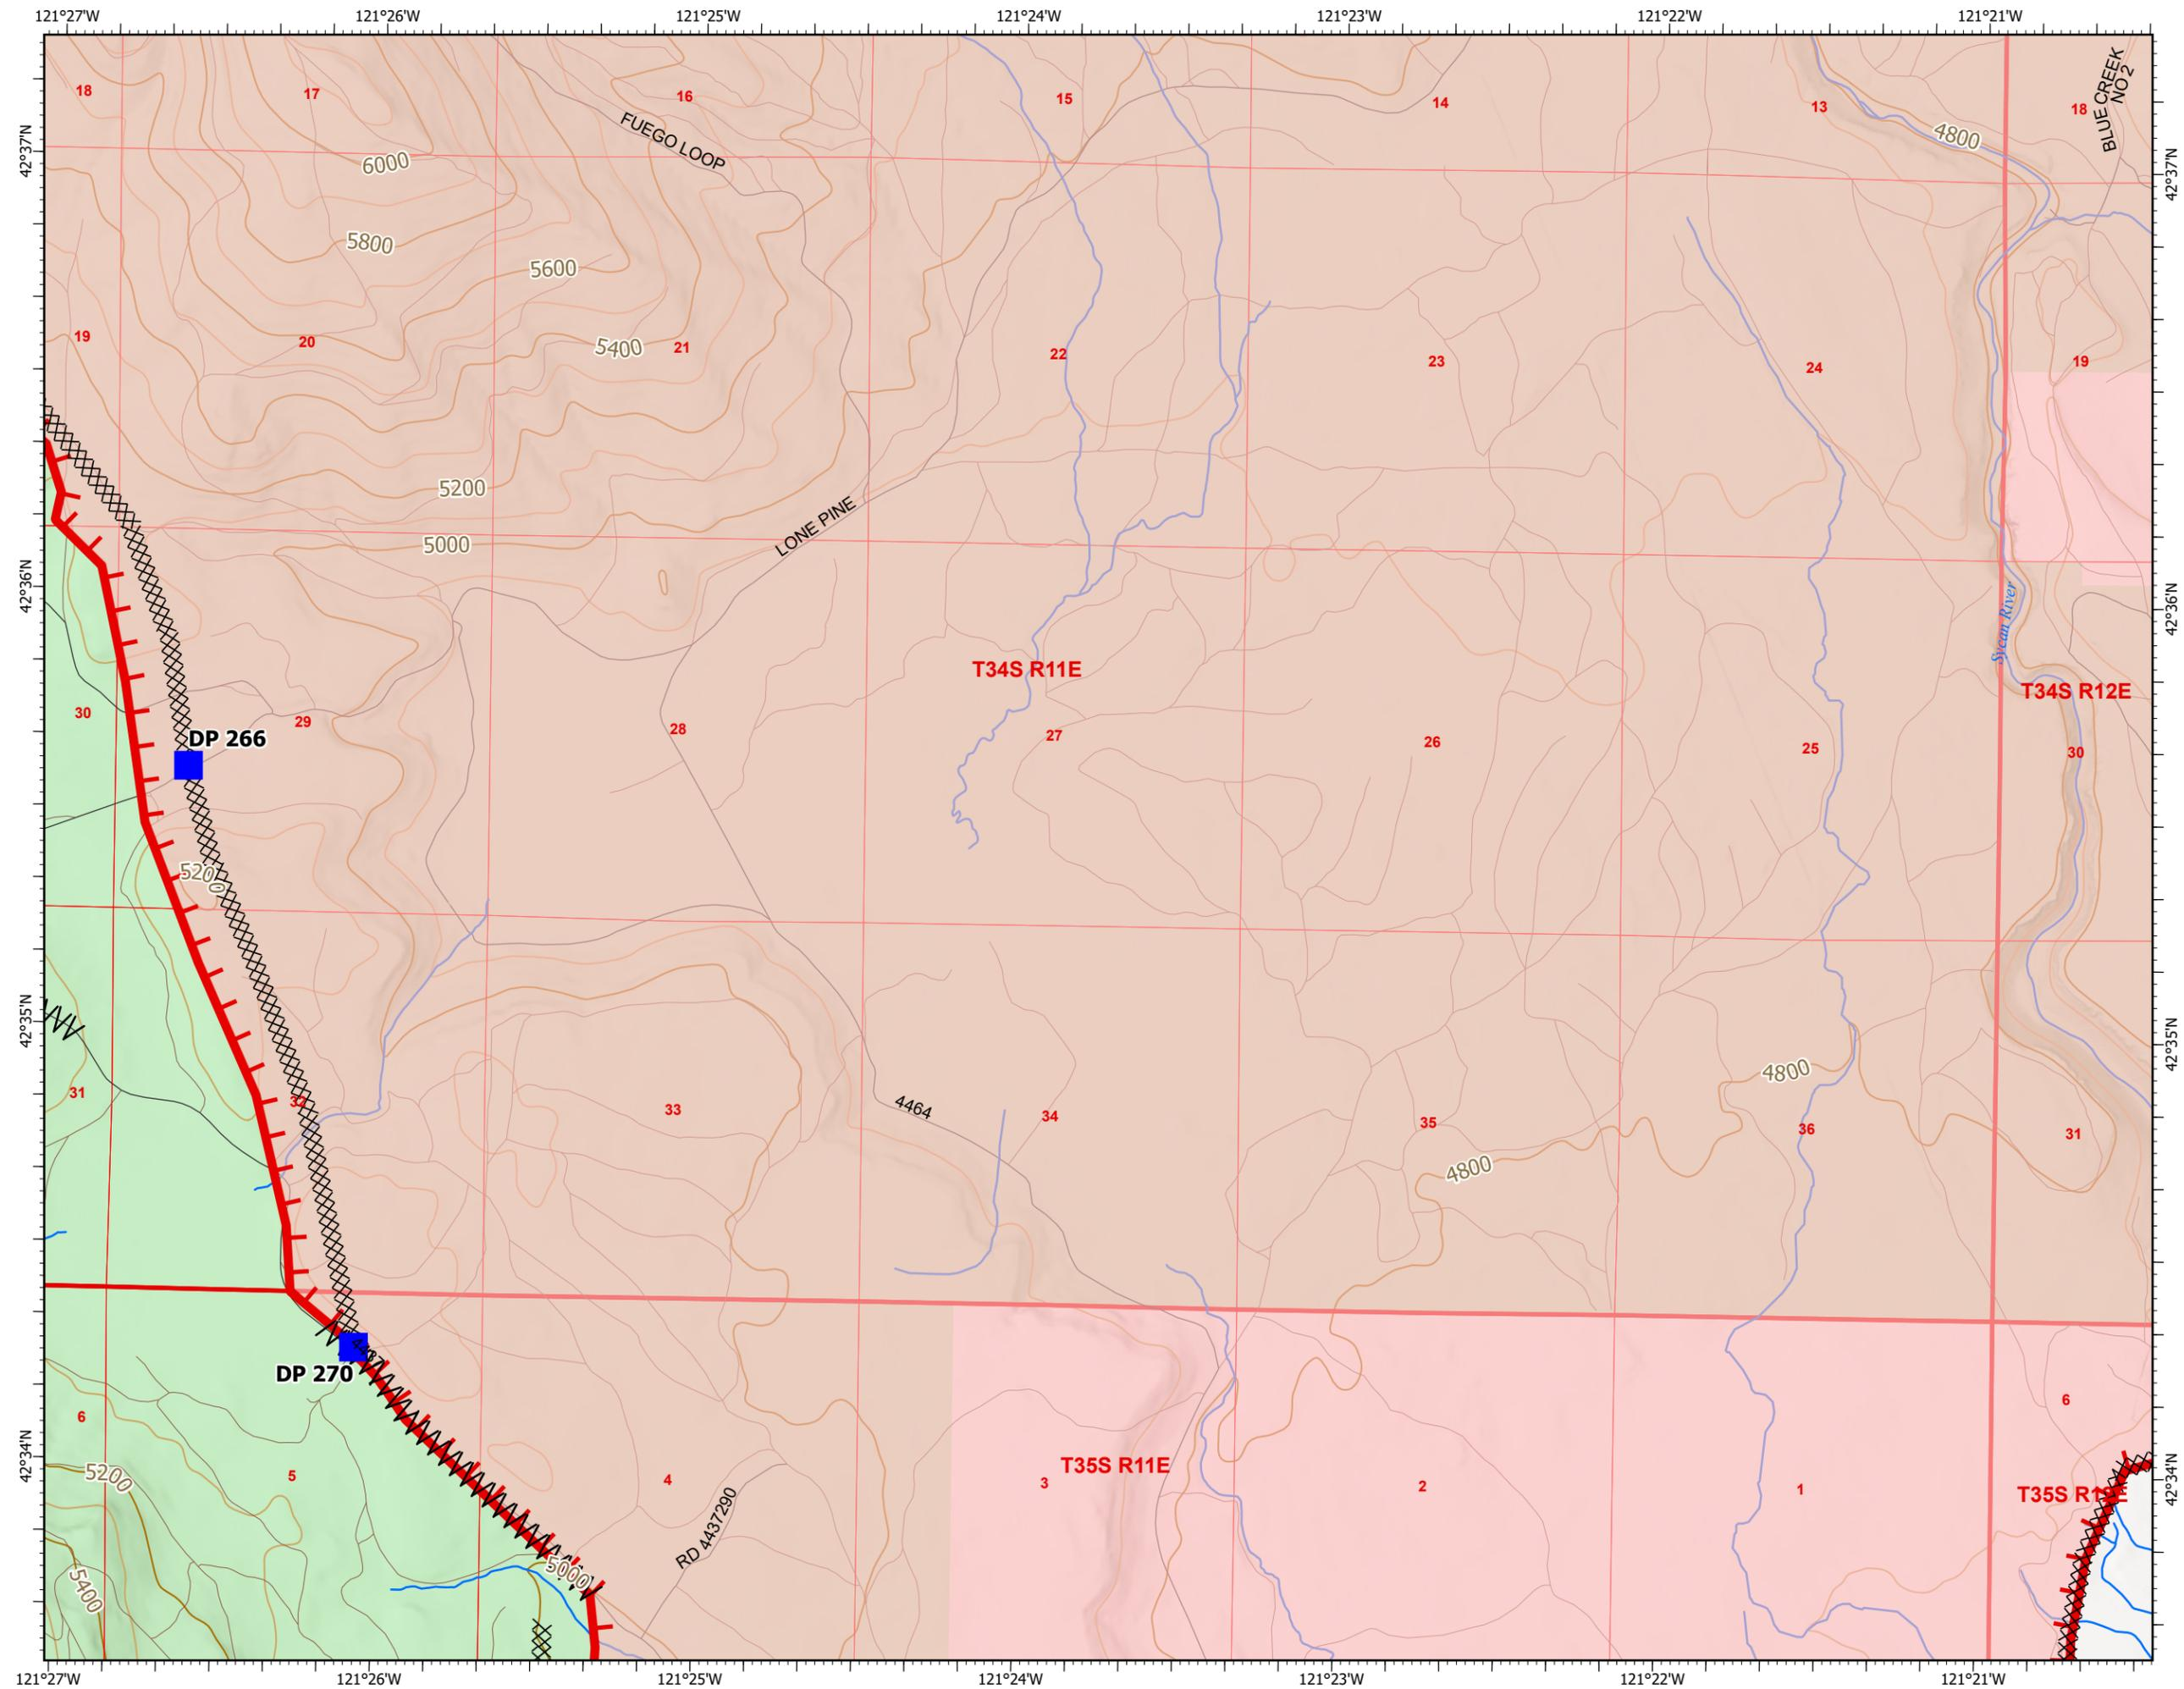 121°27'W 121°26'W 121°25'W 121°24'W 121°23'W 121°22'W 121°21'W
18 17 16 15 14 13 18
BLUE CREEK
NO 2
FUEGO LOOP
4800
42°37'N 42°37'N
6000
5800
5600
19 20 5400 21 22 23 24 19
5200
LONE PINE
5000
42°36'N 42°36'N
Sycan River
T34S R11E
T34S R12E
30 29 28 27 26 25 30
DP 266
5200
42°35'N 42°35'N
4800
31 33 4464 34 35 36 31
4800
DP 270
6 6
42°34'N 42°34'N
T35S R11E
5200 5 4 3 2 1
RD 4437290
5000
5400
121°27'W 121°26'W 121°25'W 121°24'W 121°23'W 121°22'W 121°21'W